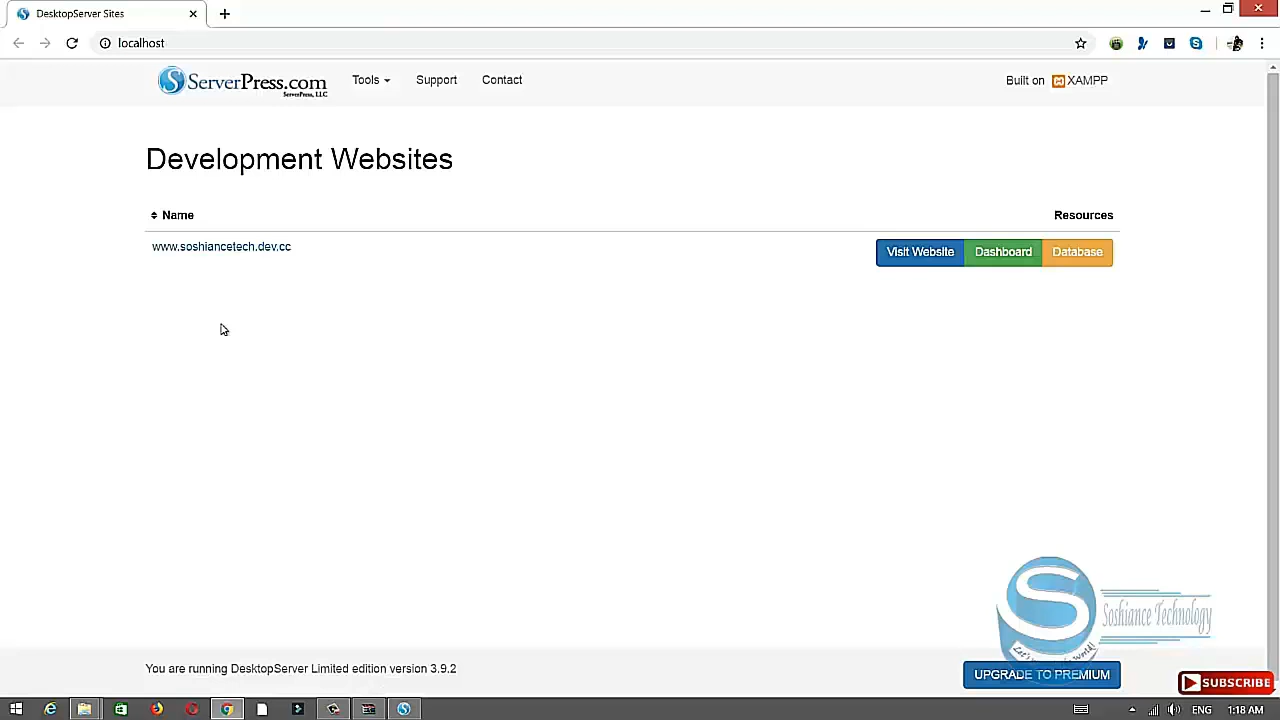 DesktopServer Sites
localhost
ServerPress.com
ServerPress, LLC
Tools
Support
Contact
Built on XAMPP
Development Websites
Name
Resources
www.soshiancetech.dev.cc
Visit Website
Dashboard
Database
Soshiance Technology
You are running DesktopServer Limited edition version 3.9.2
UPGRADE TO PREMIUM
SUBSCRIBE
ENG
1:18 AM